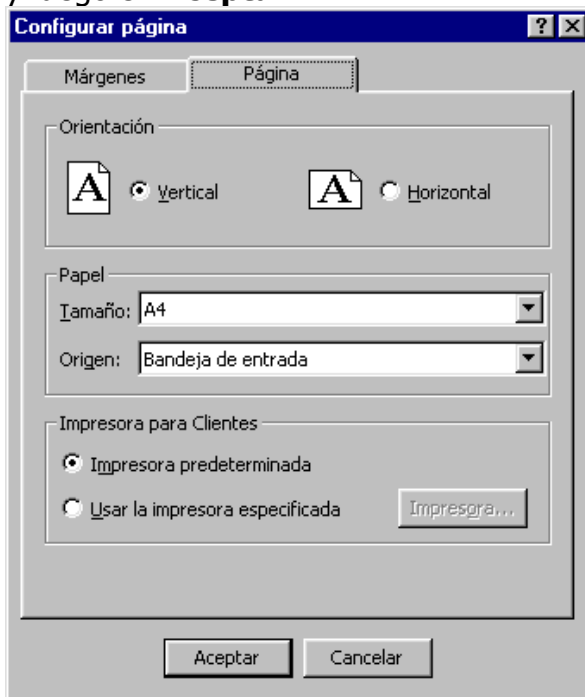 Configurar página
Márgenes Página
Orientación
A Vertical A Horizontal
Papel
Tamaño: A4
Origen: Bandeja de entrada
Impresora para Clientes
Impresora predeterminada
Usar la impresora especificada Impresora...
Aceptar Cancelar